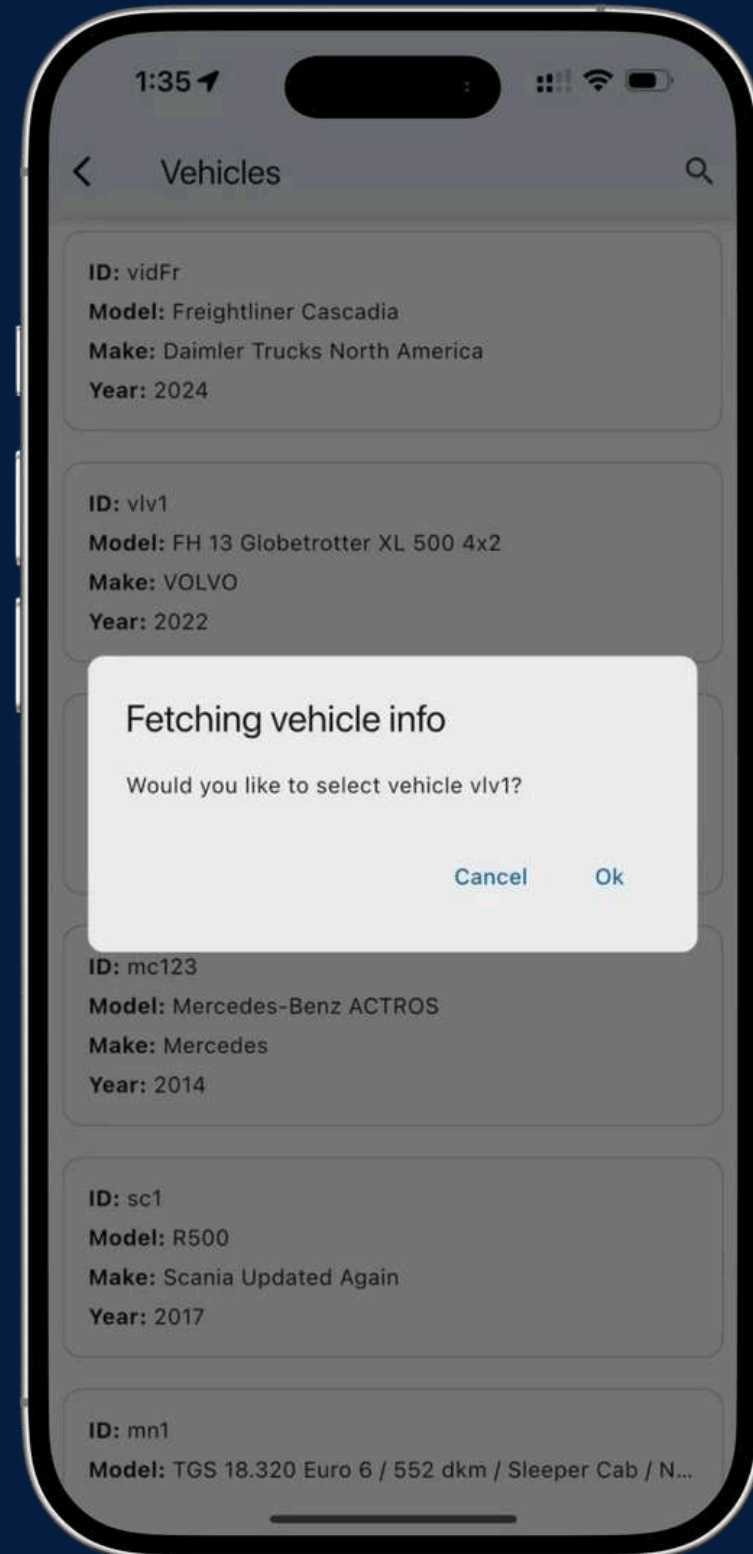 1:35
Vehicles
ID: vidFr
Model: Freightliner Cascadia
Make: Daimler Trucks North America
Year: 2024
ID: vlv1
Model: FH 13 Globetrotter XL 500 4x2
Make: VOLVO
Year: 2022
Fetching vehicle info
Would you like to select vehicle vlv1?
Cancel Ok
ID: mc123
Model: Mercedes-Benz ACTROS
Make: Mercedes
Year: 2014
ID: sc1
Model: R500
Make: Scania Updated Again
Year: 2017
ID: mn1
Model: TGS 18.320 Euro 6 / 552 dkm / Sleeper Cab / N...